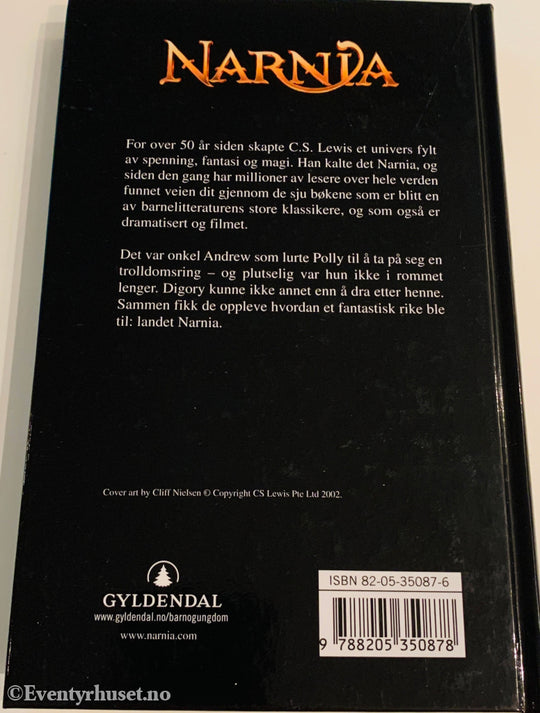 NARNIA
For over 50 år siden skapte C.S. Lewis et univers fylt
av spenning, fantasi og magi. Han kalte det Narnia, og
siden den gang har millioner av lesere over hele verden
funnet veien dit gjennom de sju bøkene som er blitt en
av barnelitteraturens store klassikere, og som også er
dramatisert og filmet.
Det var onkel Andrew som lurte Polly til å ta på seg en
trolldomsring – og plutselig var hun ikke i rommet
lenger. Digory kunne ikke annet enn å dra etter henne.
Sammen fikk de oppleve hvordan et fantastisk rike ble
til: landet Narnia.
Cover art by Cliff Nielsen © Copyright CS Lewis Pte Ltd 2002.
GYLDENDAL
www.gyldendal.no/barnogungdom
www.narnia.com
ISBN 82-05-35087-6
9 788205 350878
©Eventyrhuset.no